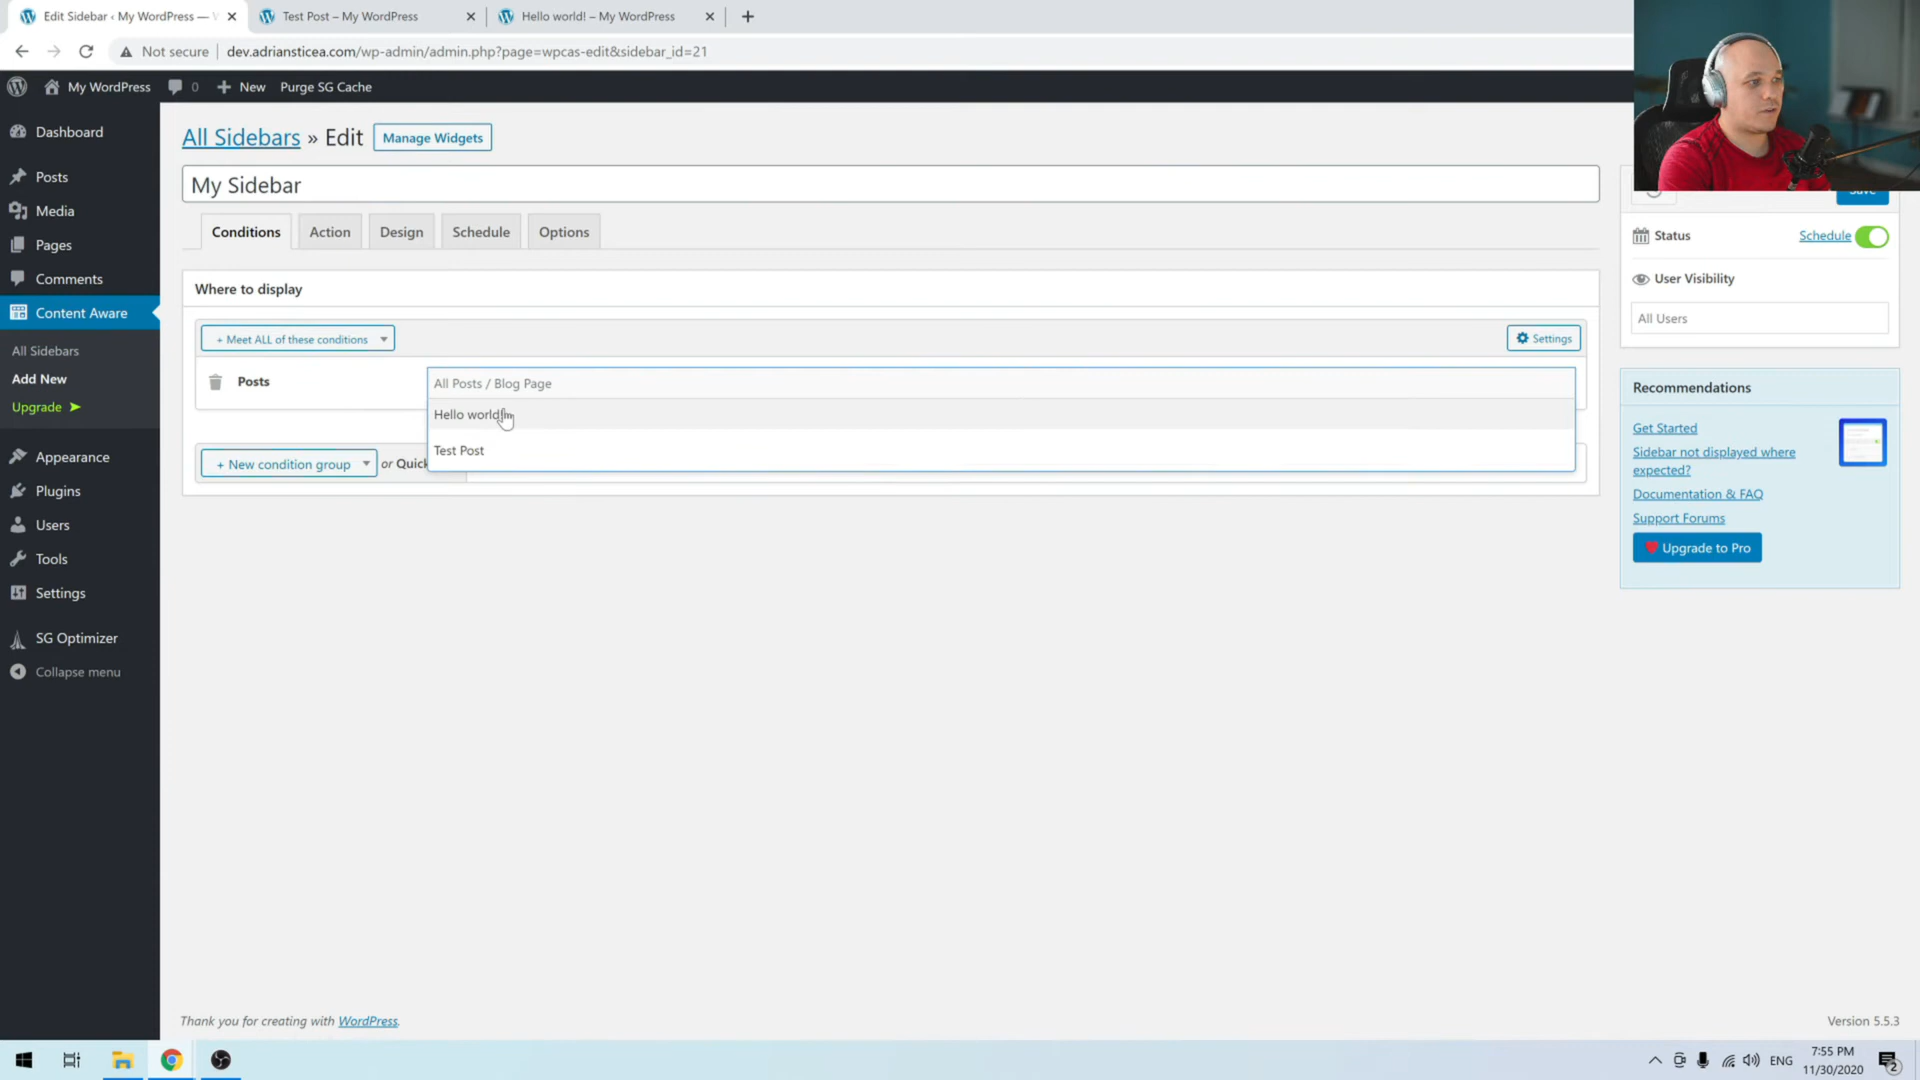 Edit Sidebar ‹ My WordPress —
Test Post – My WordPress
Hello world! – My WordPress
Not secure
dev.adriansticea.com/wp-admin/admin.php?page=wpcas-edit&sidebar_id=21
My WordPress
0
New
Purge SG Cache
Dashboard
Posts
Media
Pages
Comments
Content Aware
All Sidebars
Add New
Upgrade ➤
Appearance
Plugins
Users
Tools
Settings
SG Optimizer
Collapse menu
All Sidebars » Edit
Manage Widgets
My Sidebar
Conditions
Action
Design
Schedule
Options
Where to display
+ Meet ALL of these conditions
Settings
Posts
All Posts / Blog Page
Hello world!
Test Post
+ New condition group
or Quick
Save
Status
Schedule
User Visibility
All Users
Recommendations
Get Started
Sidebar not displayed where
expected?
Documentation & FAQ
Support Forums
Upgrade to Pro
Thank you for creating with WordPress.
Version 5.5.3
ENG
7:55 PM
11/30/2020
2